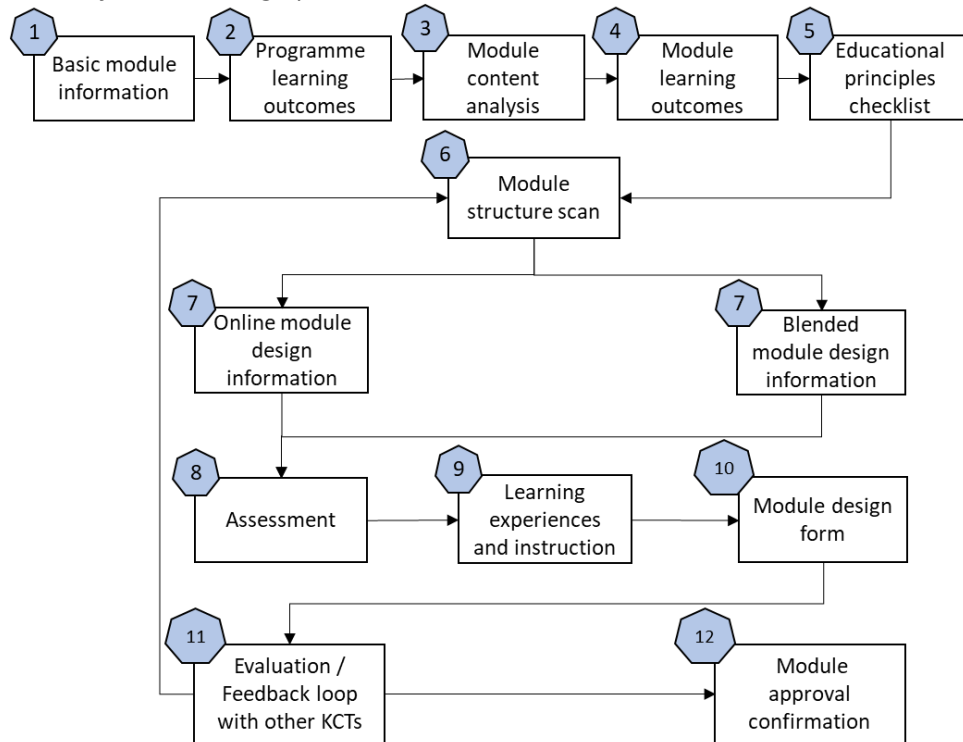 1
Basic module
information
2
Programme
learning
outcomes
3
Module
content
analysis
4
Module
learning
outcomes
5
Educational
principles
checklist
6
Module
structure scan
7
Online module
design
information
7
Blended
module design
information
8
Assessment
9
Learning
experiences
and instruction
10
Module design
form
11
Evaluation /
Feedback loop
with other KCTs
12
Module
approval
confirmation